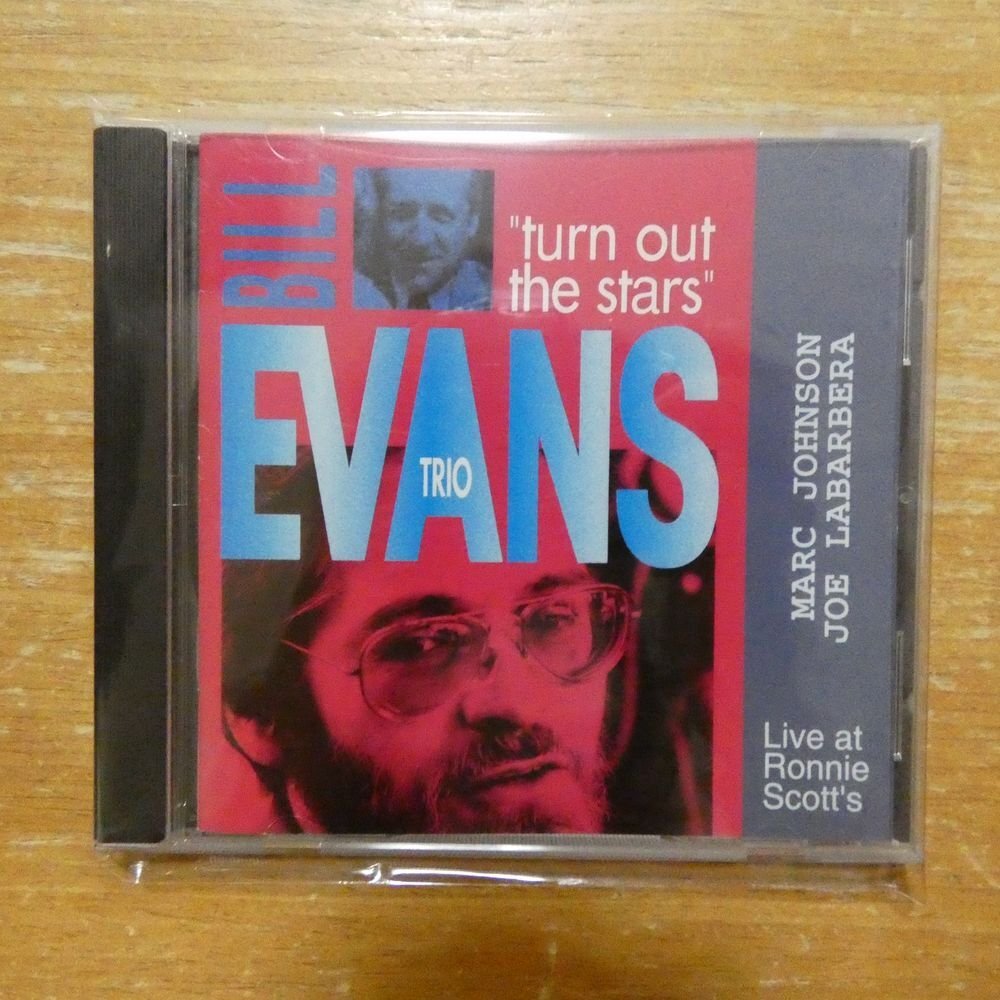 BILL
"turn out
the stars"
EVANS
TRIO
MARC JOHNSON
JOE LABARBERA
Live at
Ronnie
Scott's